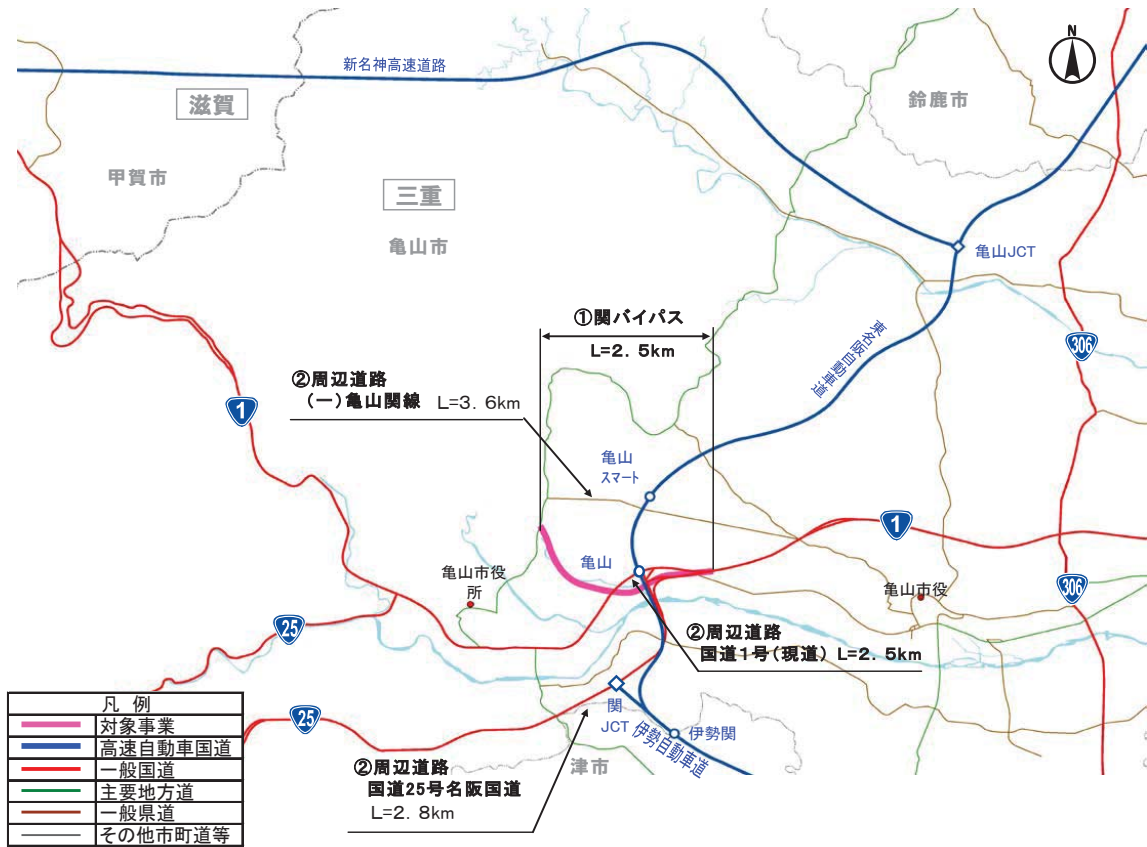 新名神高速道路
N
滋賀
鈴鹿市
甲賀市
三重
亀山市
亀山JCT
①関バイパス
L=2. 5km
東名阪自動車道
306
②周辺道路
(一)亀山関線 L=3. 6km
1
亀山
スマート
1
亀山
亀山市役
所
亀山市役
306
25
②周辺道路
国道1号(現道) L=2. 5km
関
JCT
伊勢関
伊勢自動車道
25
津市
②周辺道路
国道25号名阪国道
L=2. 8km
凡 例
対象事業
高速自動車国道
一般国道
主要地方道
一般県道
その他市町道等